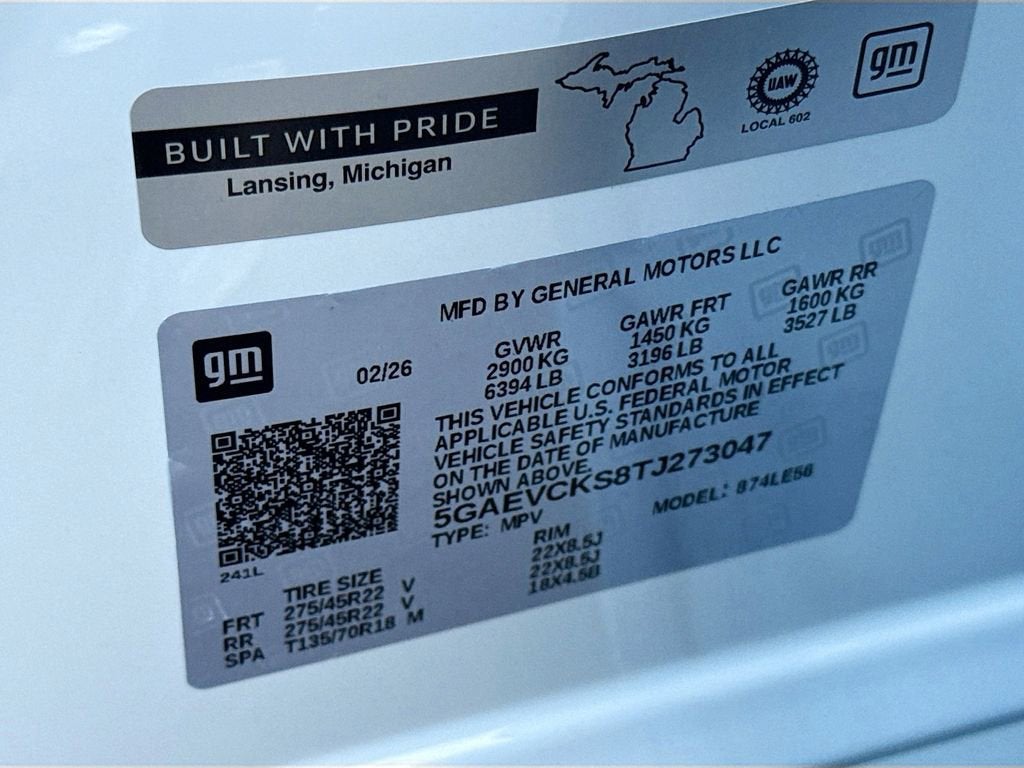 BUILT WITH PRIDE
Lansing, Michigan
UAW
LOCAL 602
gm
MFD BY GENERAL MOTORS LLC
gm
02/26
GVWR GAWR FRT GAWR RR
2900 KG 1450 KG 1600 KG
6394 LB 3196 LB 3527 LB
THIS VEHICLE CONFORMS TO ALL
APPLICABLE U.S. FEDERAL MOTOR
VEHICLE SAFETY STANDARDS IN EFFECT
ON THE DATE OF MANUFACTURE
SHOWN ABOVE.
5GAEVCKS8TJ273047
TYPE: MPV MODEL: 874LE56
241L
TIRE SIZE RIM
FRT 275/45R22 V 22X8.5J
RR 275/45R22 V 22X8.5J
SPA T135/70R18 M 18X4.5B